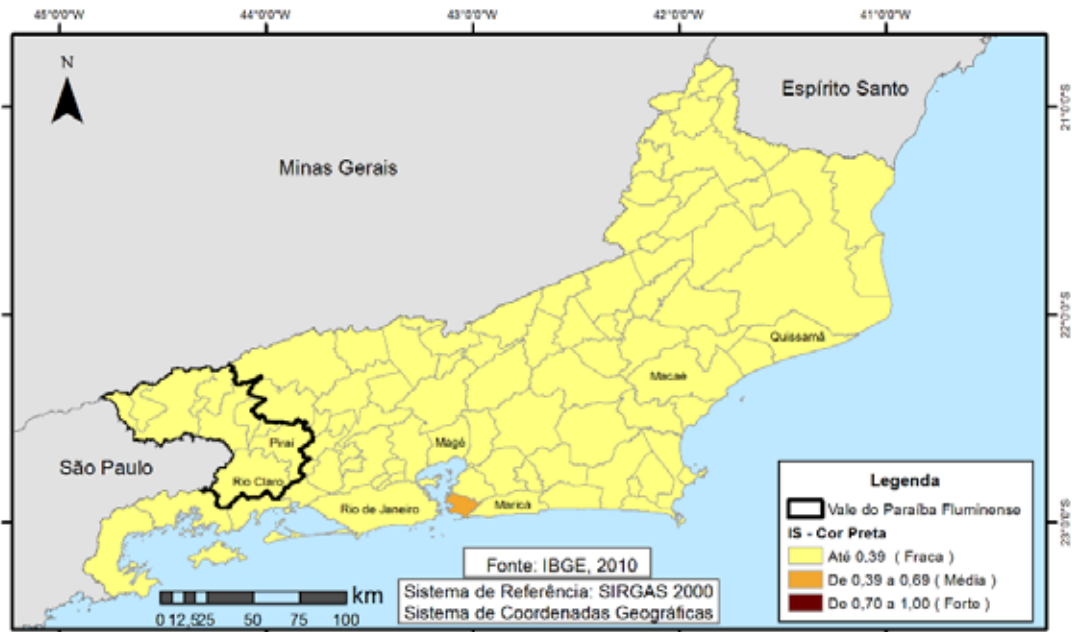 45°0'0"W 44°0'0"W 43°0'0"W 42°0'0"W 41°0'0"W
N
Espírito Santo
21°0'0"S
Minas Gerais
22°0'0"S
Quissamã
Macaé
Piraí
Magé
São Paulo
Rio Claro
Rio de Janeiro
Maricá
23°0'0"S
Legenda
Vale do Paraíba Fluminense
IS - Cor Preta
Até 0,39 ( Fraca )
De 0,39 a 0,69 ( Média )
De 0,70 a 1,00 ( Forte )
Fonte: IBGE, 2010
Sistema de Referência: SIRGAS 2000
Sistema de Coordenadas Geográficas
km
0 12,525 50 75 100